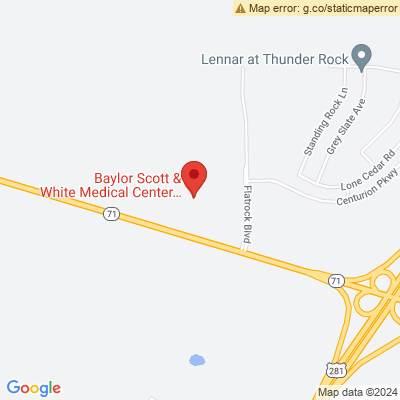 Map error: g.co/staticmaperror
Lennar at Thunder Rock
Standing Rock Ln
Grey Slate Ave
Lone Cedar Rd
Centurion Pkwy
Flatrock Blvd
Baylor Scott &
White Medical Center...
71
71
281
Google
Map data ©2024